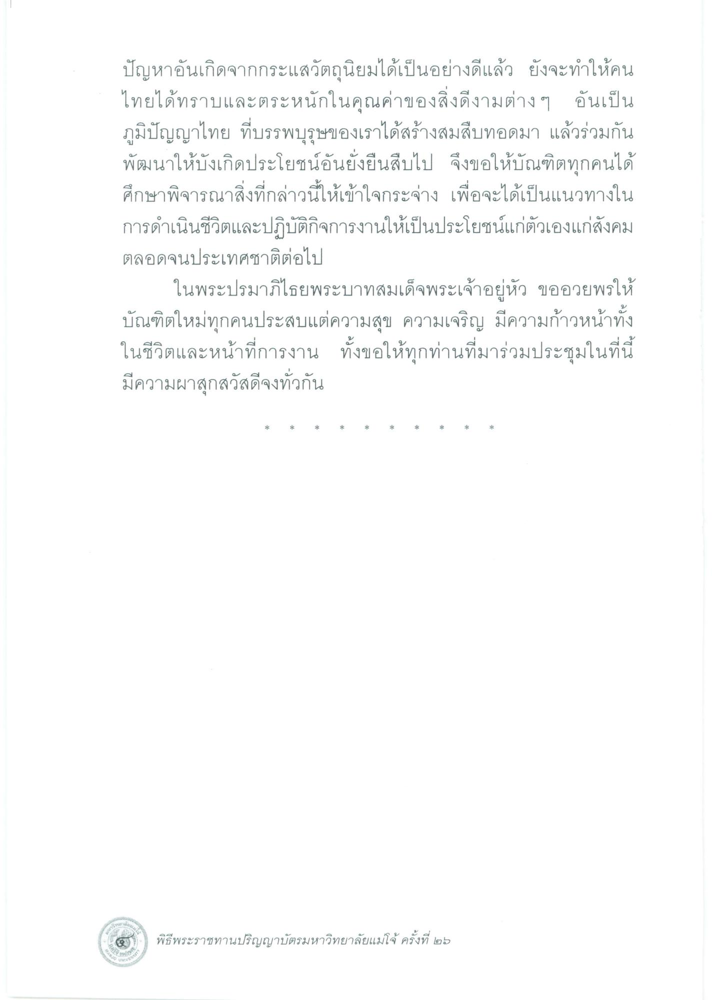 ปัญหาอันเกิดจากกระแสวัตถุนิยมได้เป็นอย่างดีแล้ว ยังจะทำให้คน
ไทยได้ทราบและตระหนักในคุณค่าของสิ่งดีงามต่างๆ อันเป็น
ภูมิปัญญาไทย ที่บรรพบุรุษของเราได้สร้างสมสืบทอดมา แล้วร่วมกัน
พัฒนาให้บังเกิดประโยชน์อันยั่งยืนสืบไป จึงขอให้บัณฑิตทุกคนได้
ศึกษาพิจารณาสิ่งที่กล่าวนี้ให้เข้าใจกระจ่าง เพื่อจะได้เป็นแนวทางใน
การดำเนินชีวิตและปฏิบัติกิจการงานให้เป็นประโยชน์แก่ตัวเองแก่สังคม
ตลอดจนประเทศชาติต่อไป
ในพระปรมาภิไธยพระบาทสมเด็จพระเจ้าอยู่หัว ขออวยพรให้
บัณฑิตใหม่ทุกคนประสบแต่ความสุข ความเจริญ มีความก้าวหน้าทั้ง
ในชีวิตและหน้าที่การงาน ทั้งขอให้ทุกท่านที่มาร่วมประชุมในที่นี้
มีความผาสุกสวัสดีจงทั่วกัน
* * * * * * * * * *
มหาวิทยาลัยแม่โจ้
๔
MAEJO UNIVERSITY
พิธีพระราชทานปริญญาบัตรมหาวิทยาลัยแม่โจ้ ครั้งที่ ๒๖